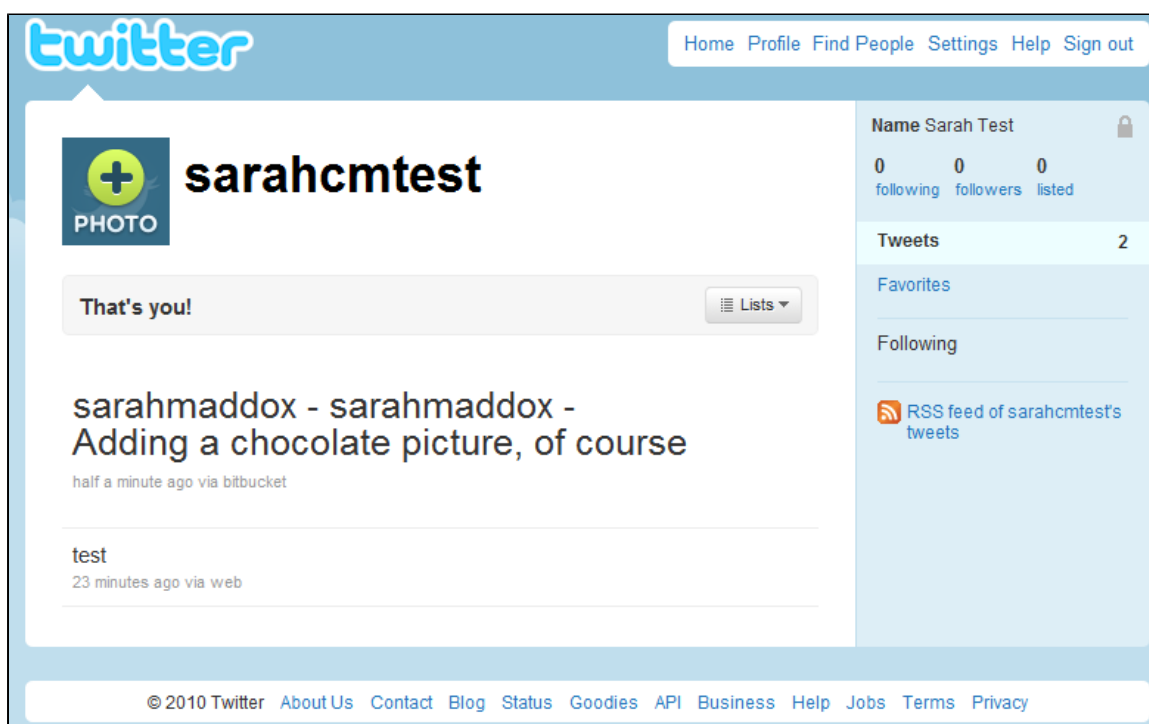 twitter
Home Profile Find People Settings Help Sign out
PHOTO
sarahcmtest
That's you!
Lists
sarahmaddox - sarahmaddox -
Adding a chocolate picture, of course
half a minute ago via bitbucket
test
23 minutes ago via web
Name Sarah Test
0 0 0
following followers listed
Tweets 2
Favorites
Following
RSS feed of sarahcmtest's
tweets
© 2010 Twitter About Us Contact Blog Status Goodies API Business Help Jobs Terms Privacy